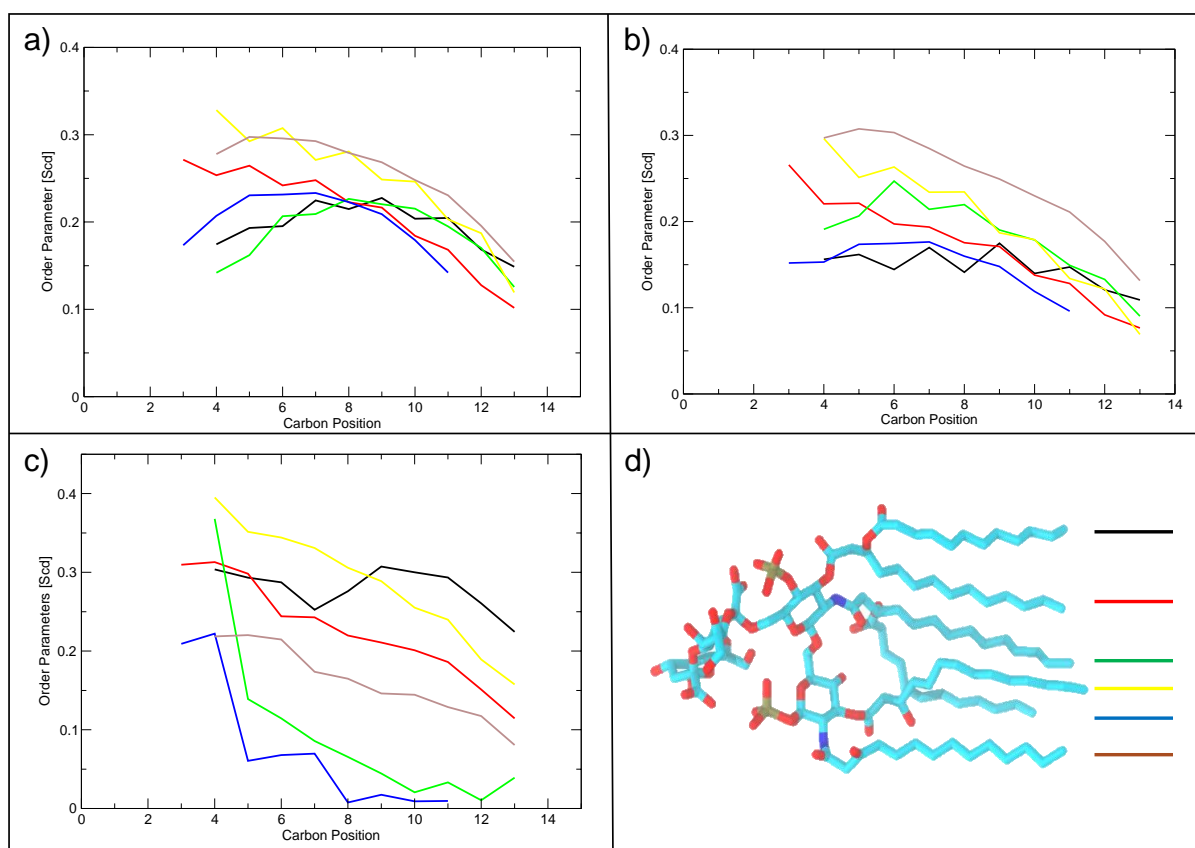 a)
0.4
0.3
0.2
0.1
0
Order Parameter [Scd]
0 2 4 6 8 10 12 14
Carbon Position
b)
0.4
0.3
0.2
0.1
0
Order Parameter [Scd]
0 2 4 6 8 10 12 14
Carbon Position
c)
0.4
0.3
0.2
0.1
0
Order Parameters [Scd]
0 2 4 6 8 10 12 14
Carbon Position
d)